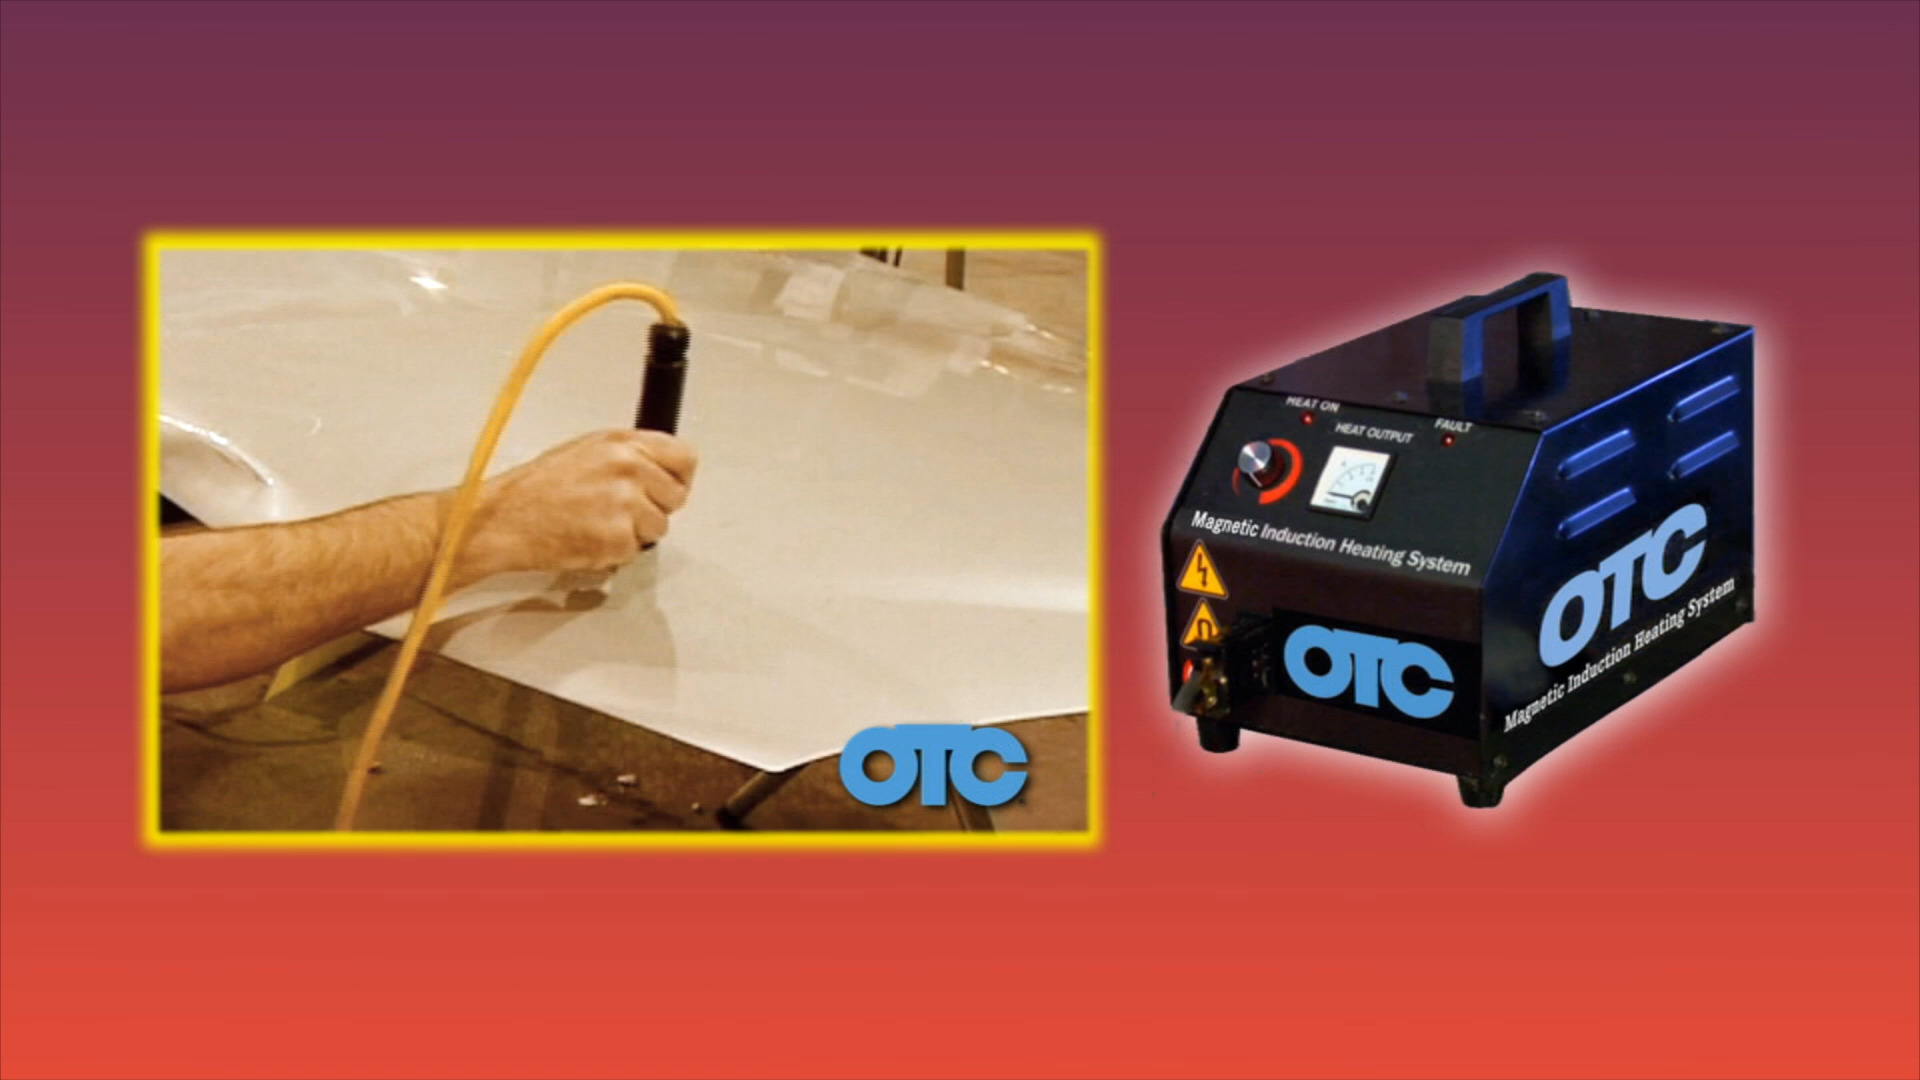 OTC
HEAT ON
HEAT OUTPUT
FAULT
Magnetic Induction Heating System
OTC
OTC
Magnetic Induction Heating System